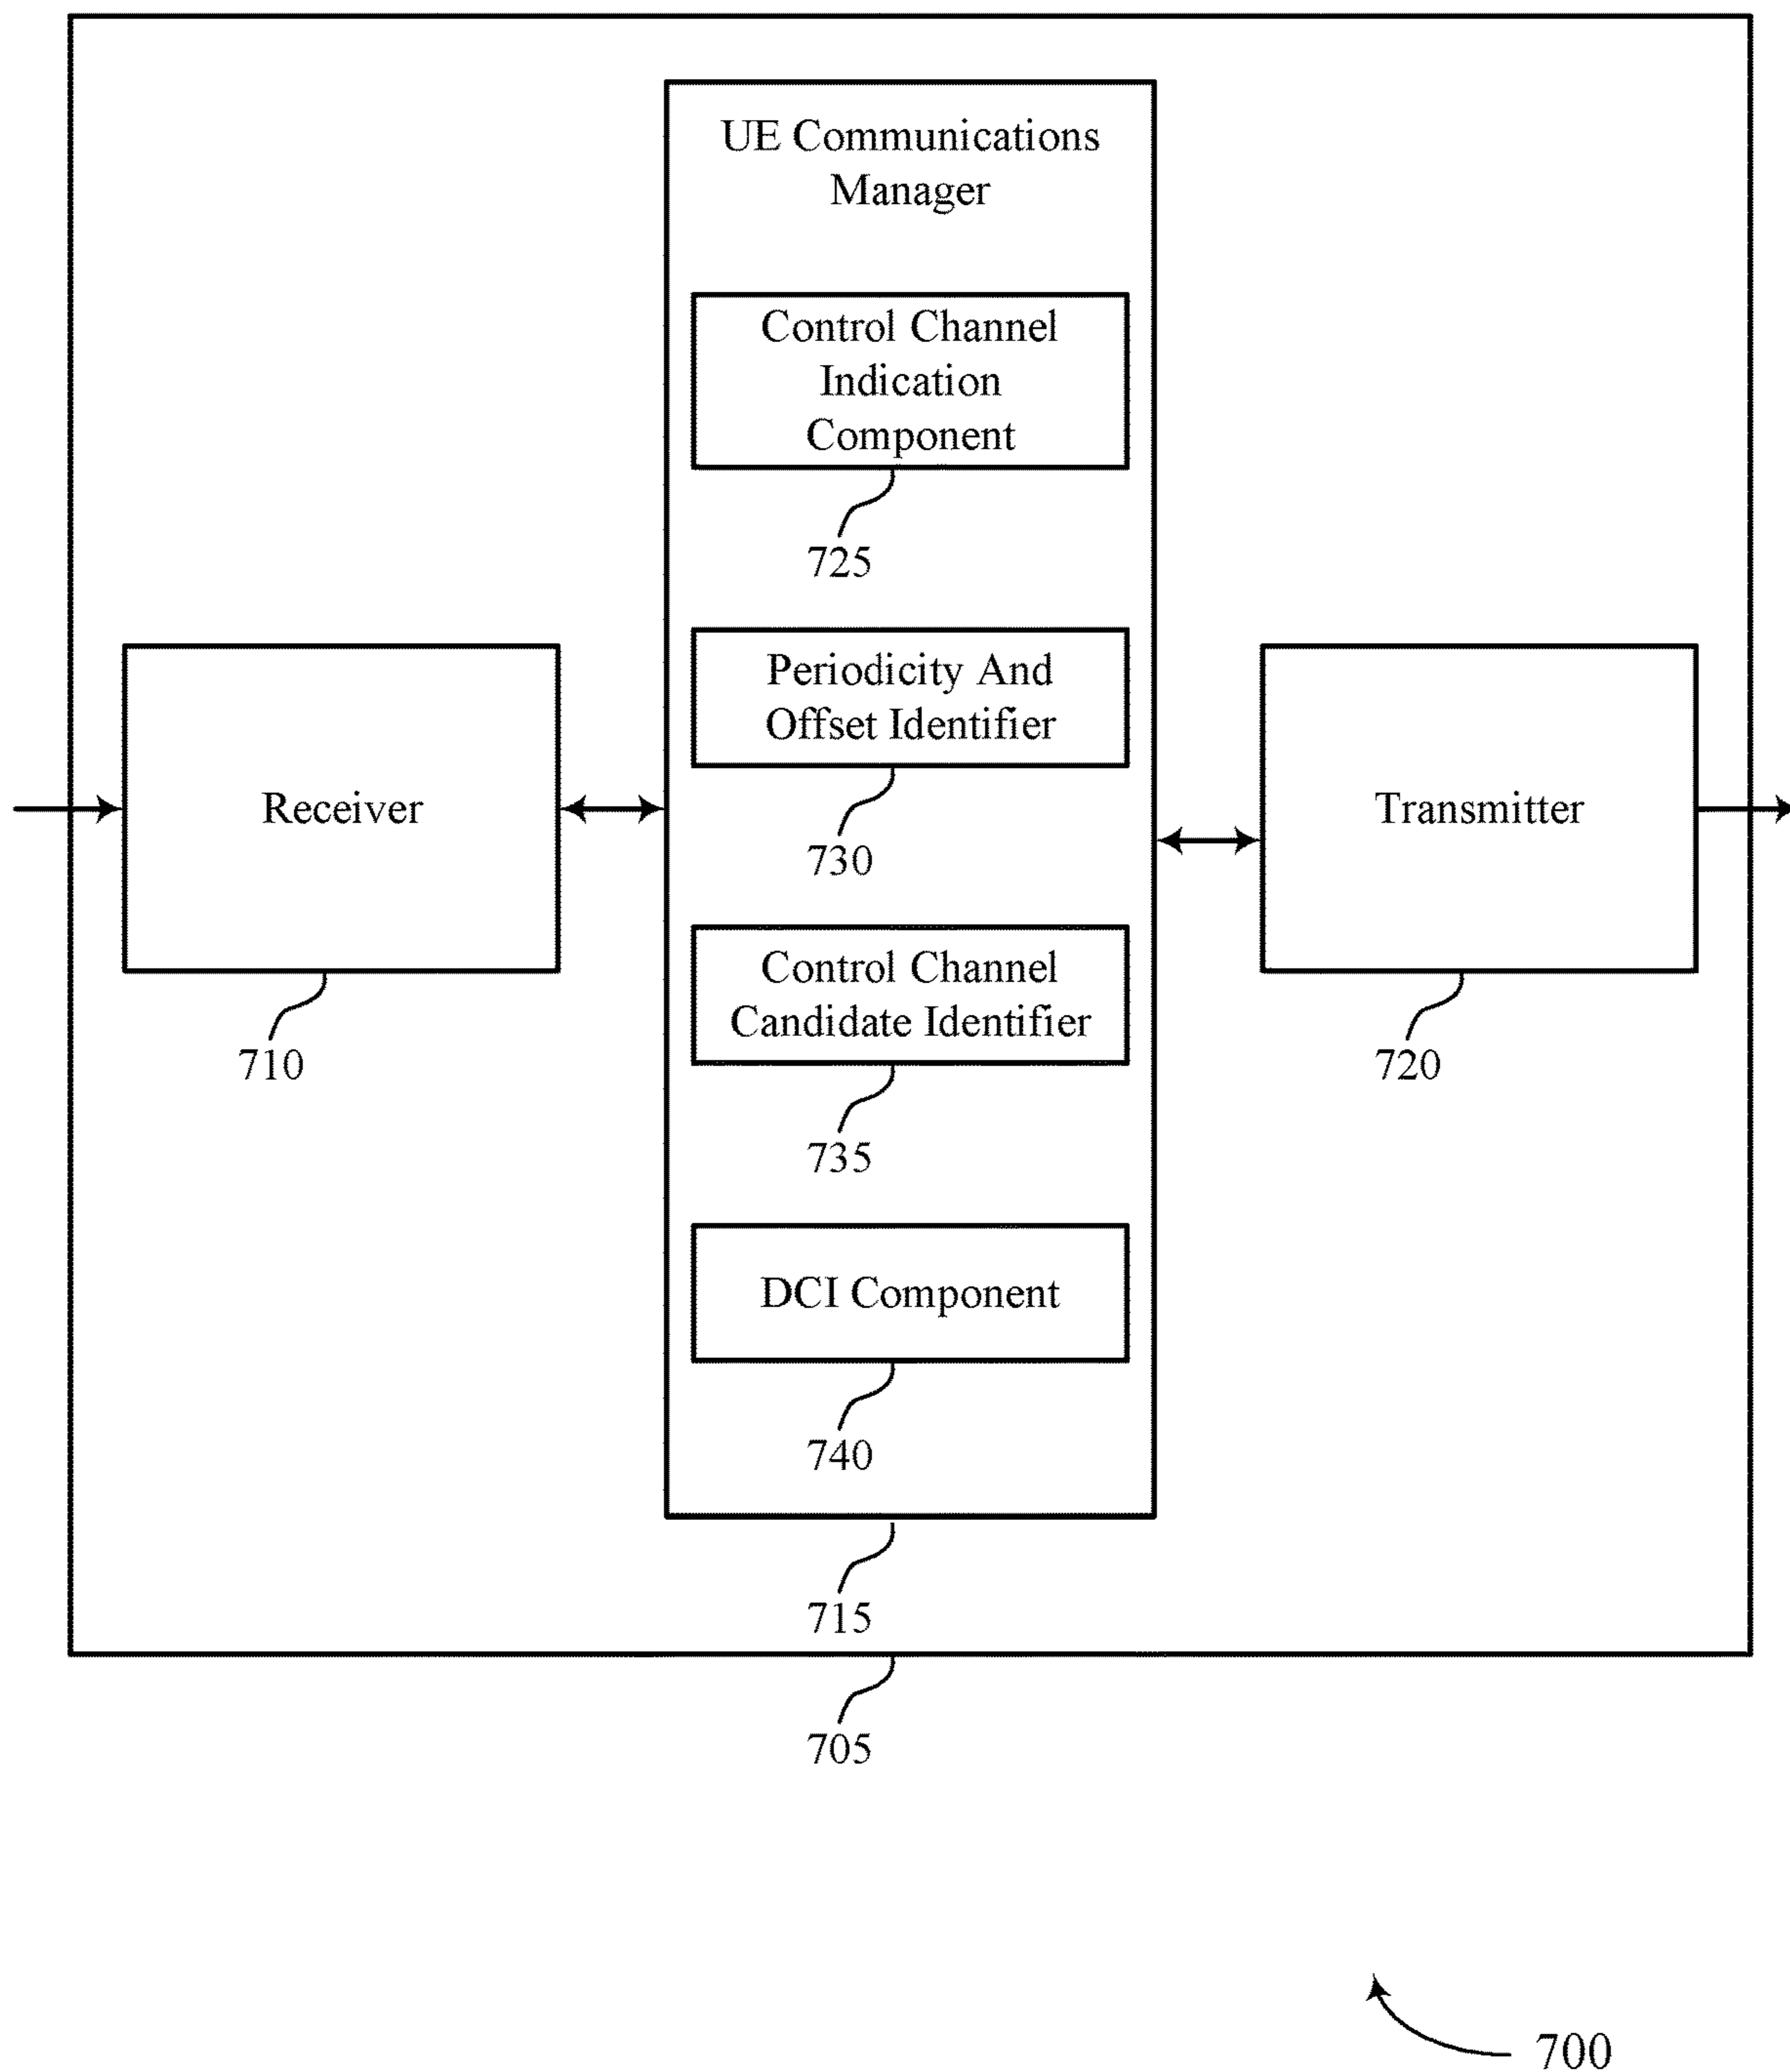 UE Communications
Manager
Control Channel
Indication
Component
725
Periodicity And
Offset Identifier
730
Receiver
710
Control Channel
Candidate Identifier
735
Transmitter
720
DCI Component
740
715
705
700